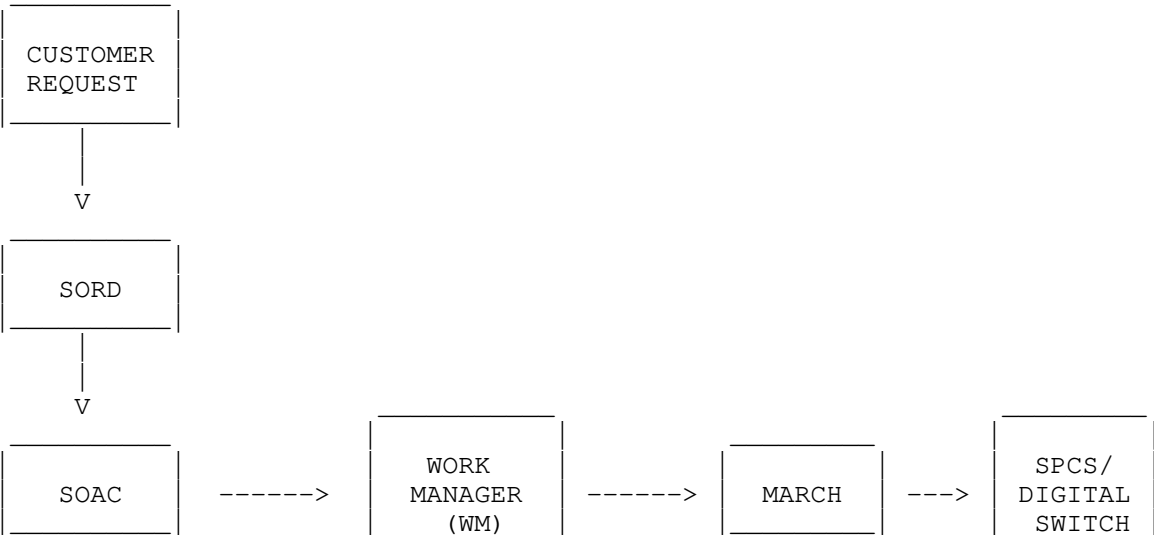 CUSTOMER
REQUEST
V
SORD
V
SOAC ------> WORK MANAGER (WM) ------> MARCH ---> SPCS/ DIGITAL SWITCH